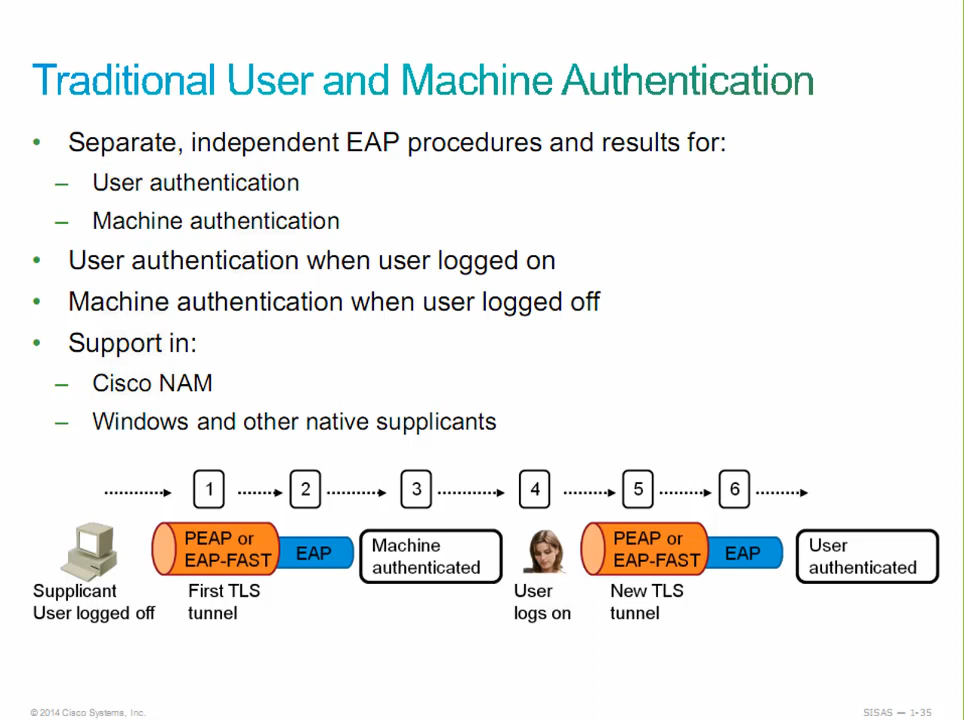 Traditional User and Machine Authentication
• Separate, independent EAP procedures and results for:
– User authentication
– Machine authentication
• User authentication when user logged on
• Machine authentication when user logged off
• Support in:
– Cisco NAM
– Windows and other native supplicants
1 2 3 4 5 6
PEAP or
EAP-FAST
EAP
Machine
authenticated
PEAP or
EAP-FAST
EAP
User
authenticated
Supplicant
User logged off
First TLS
tunnel
User
logs on
New TLS
tunnel
© 2014 Cisco Systems, Inc.
SISAS — 1-35